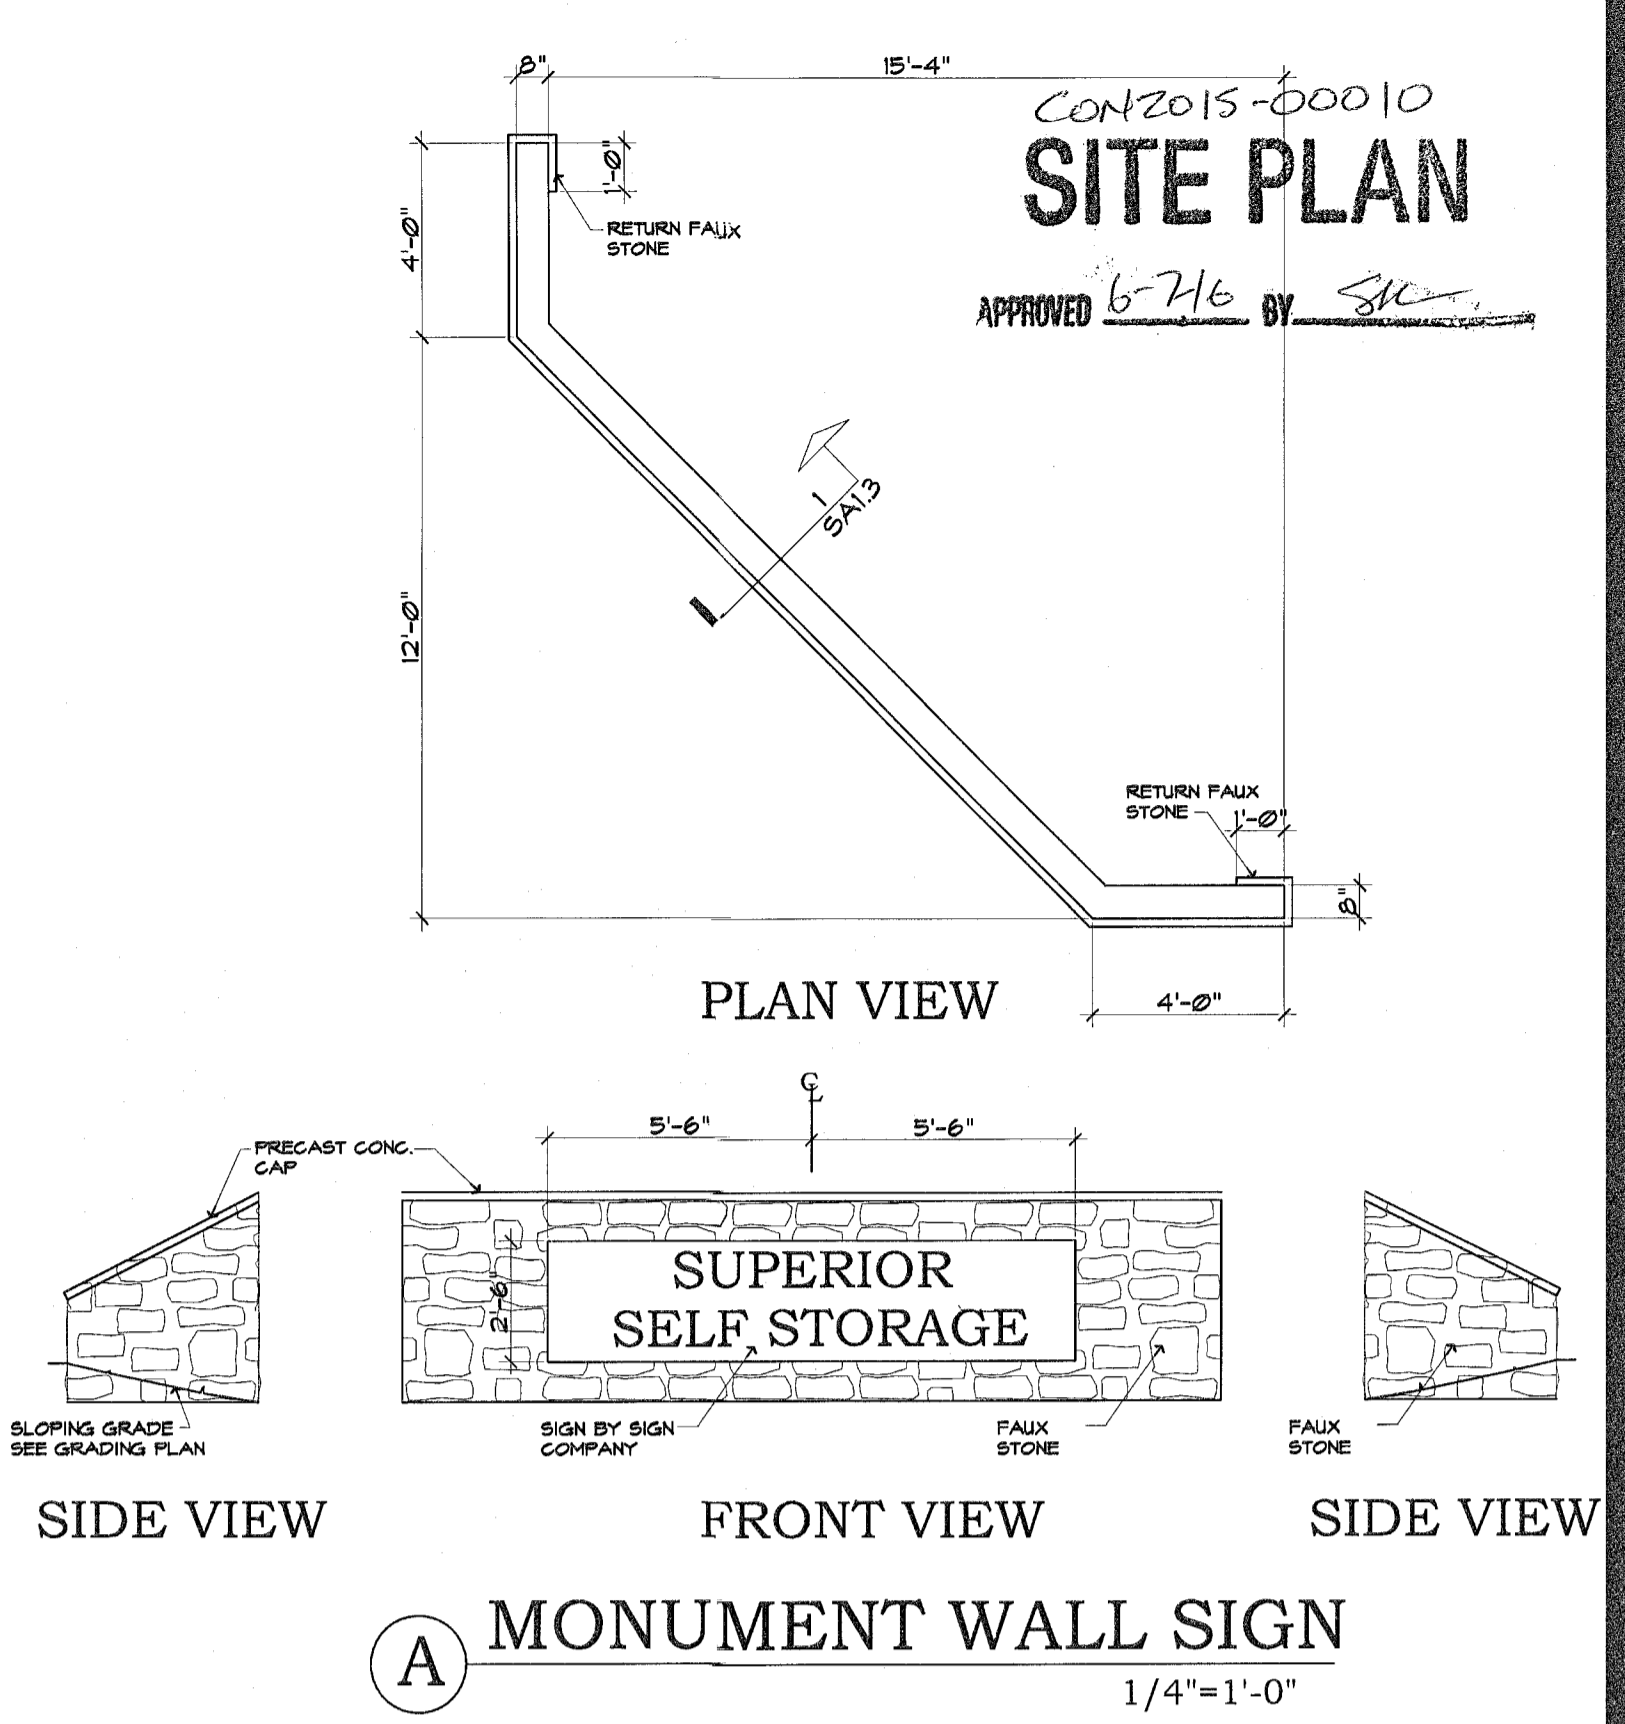 8"
15'-4"
CON2015-00010
SITE PLAN
1'-0"
RETURN FAUX
STONE
4'-0"
APPROVED 6-7-16 BY
1
SA1.3
12'-0"
RETURN FAUX
STONE
1'-0"
8"
PLAN VIEW
4'-0"
CL
5'-6"
5'-6"
PRECAST CONC.
CAP
SUPERIOR
SELF STORAGE
2'-6"
SLOPING GRADE
SEE GRADING PLAN
SIGN BY SIGN
COMPANY
FAUX
STONE
FAUX
STONE
SIDE VIEW
FRONT VIEW
SIDE VIEW
A
MONUMENT WALL SIGN
1/4"=1'-0"